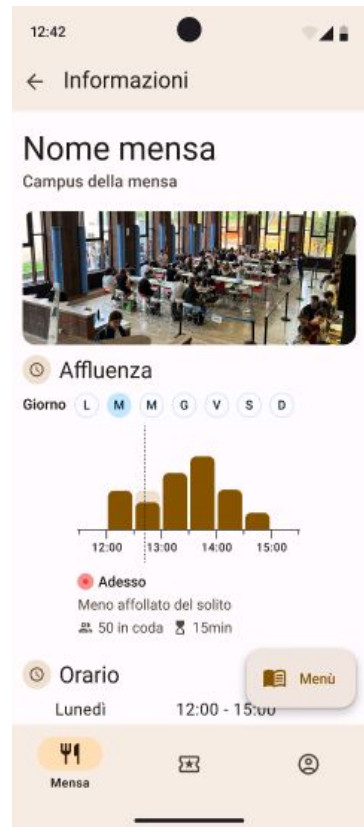 12:42
Informazioni
Nome mensa
Campus della mensa
Affluenza
Giorno L M M G V S D
12:00 13:00 14:00 15:00
Adesso
Meno affollato del solito
50 in coda 15min
Orario
Menù
Lunedì 12:00 - 15:00
Mensa